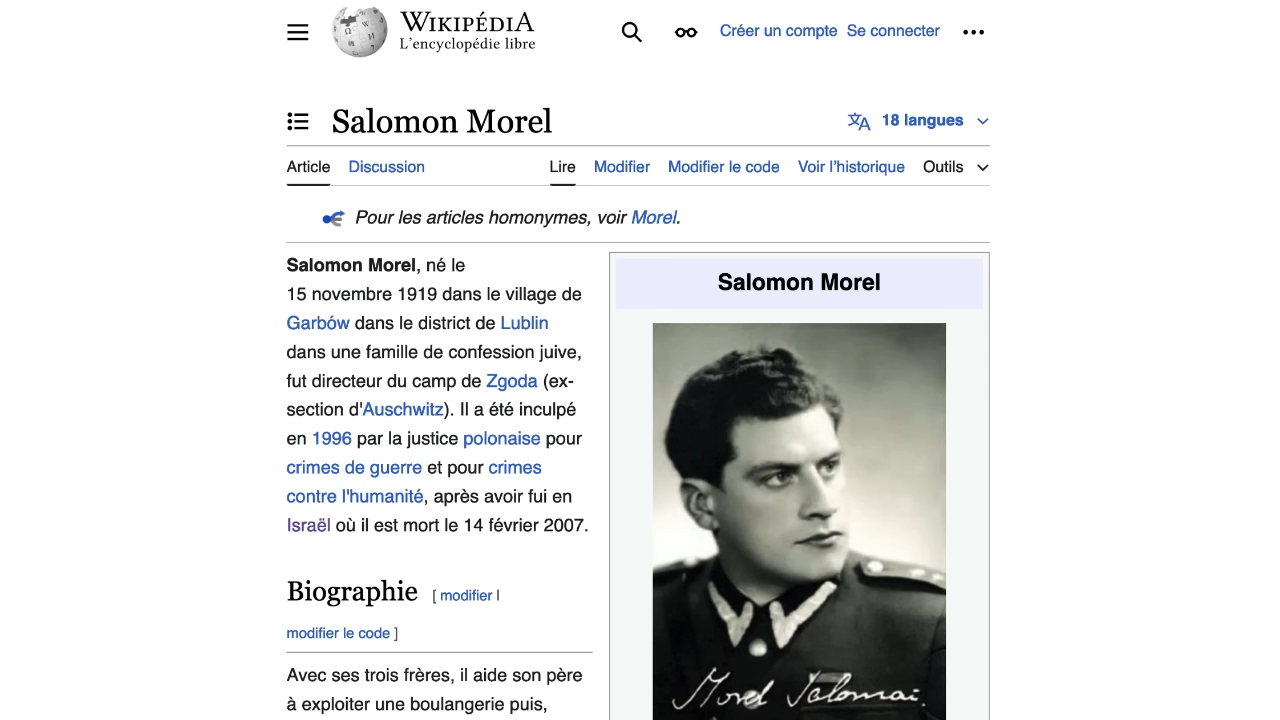 WIKIPÉDIA
L'encyclopédie libre
Créer un compte Se connecter
Salomon Morel
18 langues
Article Discussion Lire Modifier Modifier le code Voir l’historique Outils
Pour les articles homonymes, voir Morel.
Salomon Morel, né le
15 novembre 1919 dans le village de
Garbów dans le district de Lublin
dans une famille de confession juive,
fut directeur du camp de Zgoda (ex-
section d'Auschwitz). Il a été inculpé
en 1996 par la justice polonaise pour
crimes de guerre et pour crimes
contre l'humanité, après avoir fui en
Israël où il est mort le 14 février 2007.
Biographie [ modifier |
modifier le code ]
Avec ses trois frères, il aide son père
à exploiter une boulangerie puis,
Salomon Morel
Morel